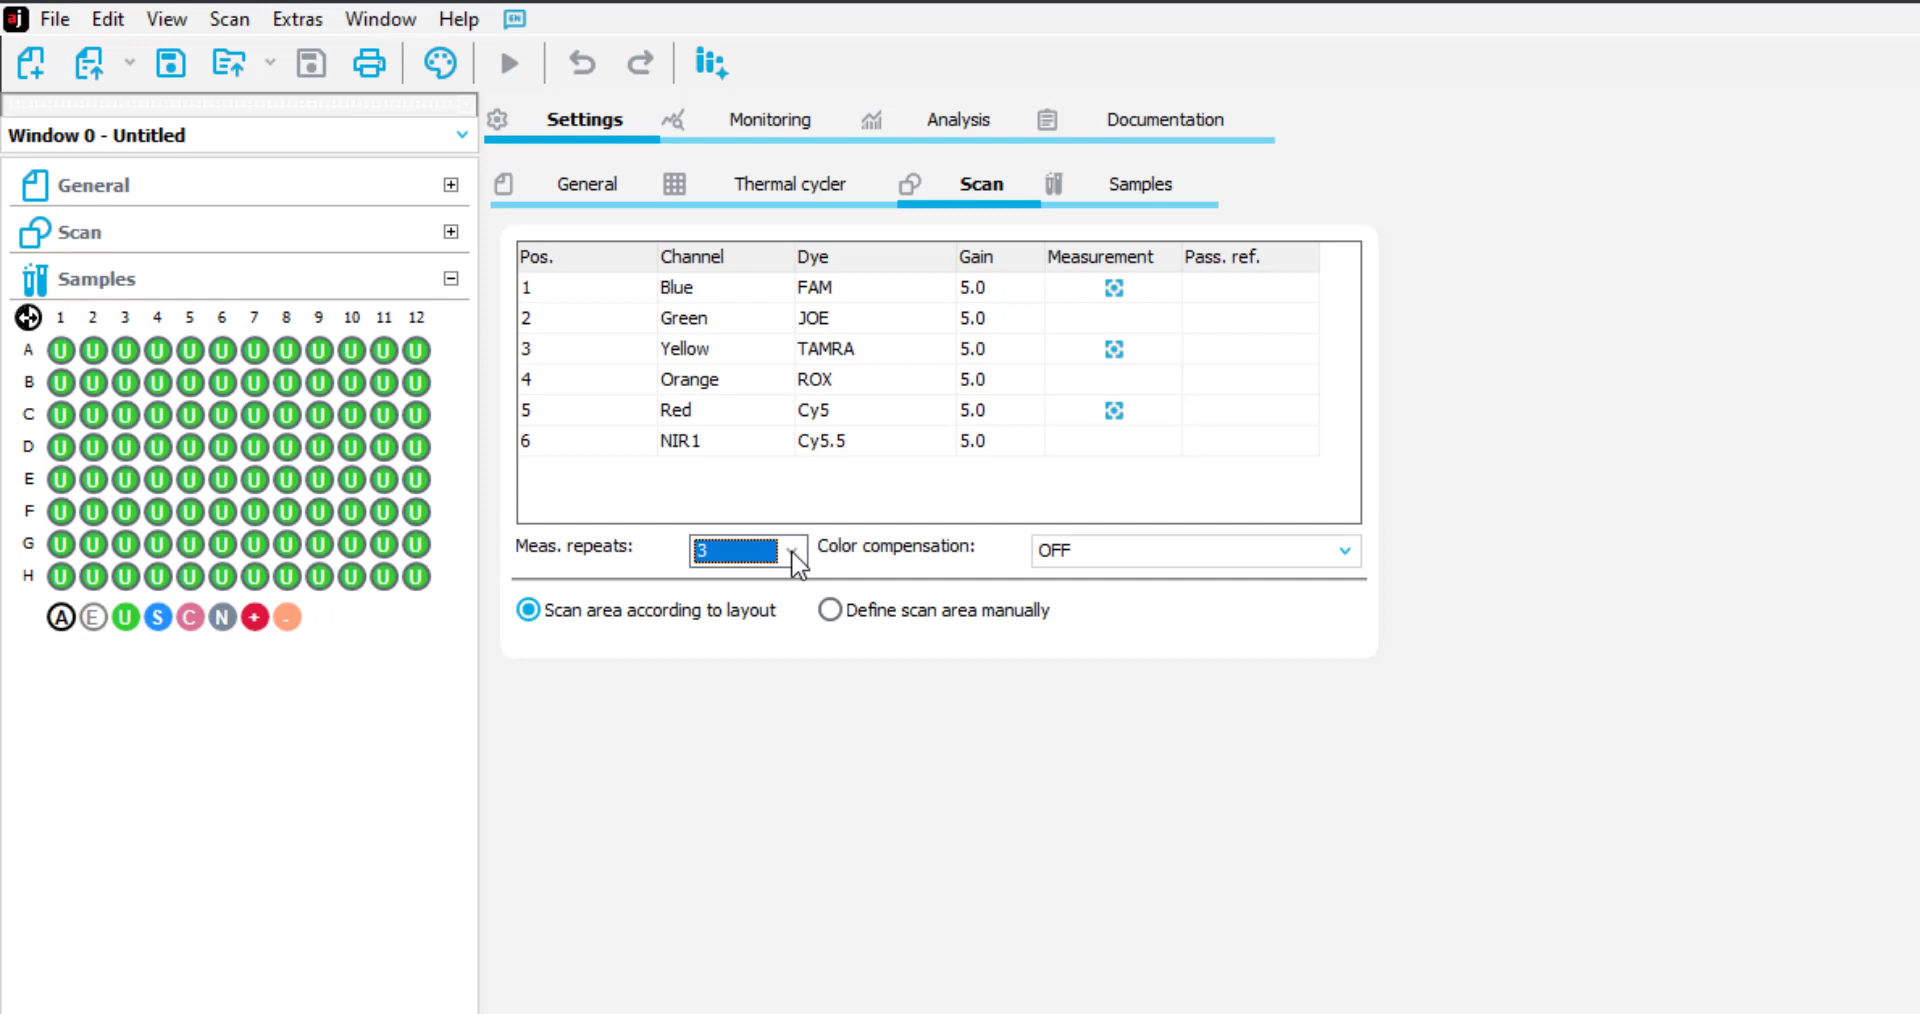 aj File Edit View Scan Extras Window Help EN
Window 0 - Untitled
General
Scan
Samples
1 2 3 4 5 6 7 8 9 10 11 12
A U U U U U U U U U U U U
B U U U U U U U U U U U U
C U U U U U U U U U U U U
D U U U U U U U U U U U U
E U U U U U U U U U U U U
F U U U U U U U U U U U U
G U U U U U U U U U U U U
H U U U U U U U U U U U U
A E U S C N + -
Settings Monitoring Analysis Documentation
General Thermal cycler Scan Samples
Pos. Channel Dye Gain Measurement Pass. ref.
1 Blue FAM 5.0
2 Green JOE 5.0
3 Yellow TAMRA 5.0
4 Orange ROX 5.0
5 Red Cy5 5.0
6 NIR1 Cy5.5 5.0
Meas. repeats: 3 Color compensation: OFF
Scan area according to layout Define scan area manually